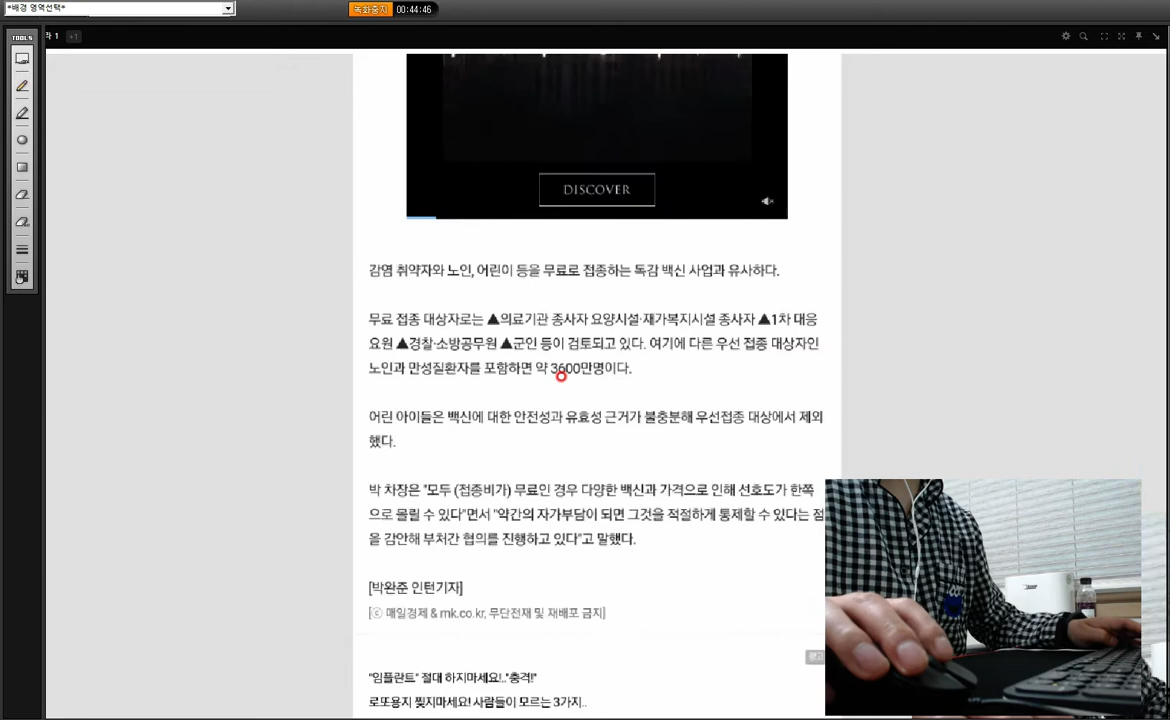 *배경 영역선택*
녹화중지 00:44:46
TOOLS
과 1 +1
DISCOVER
감염 취약자와 노인, 어린이 등을 무료로 접종하는 독감 백신 사업과 유사하다.
무료 접종 대상자로는 ▲의료기관 종사자 요양시설·재가복지시설 종사자 ▲1차 대응
요원 ▲경찰·소방공무원 ▲군인 등이 검토되고 있다. 여기에 다른 우선 접종 대상자인
노인과 만성질환자를 포함하면 약 3600만명이다.
어린 아이들은 백신에 대한 안전성과 유효성 근거가 불충분해 우선접종 대상에서 제외
했다.
박 차장은 "모두 (접종비가) 무료인 경우 다양한 백신과 가격으로 인해 선호도가 한쪽
으로 몰릴 수 있다"면서 "약간의 자가부담이 되면 그것을 적절하게 통제할 수 있다는 점
을 감안해 부처간 협의를 진행하고 있다"고 말했다.
[박완준 인턴기자]
[ⓒ 매일경제 & mk.co.kr, 무단전재 및 재배포 금지]
"임플란트" 절대 하지마세요!.."충격!"
로또용지 찢지마세요! 사람들이 모르는 3가지..